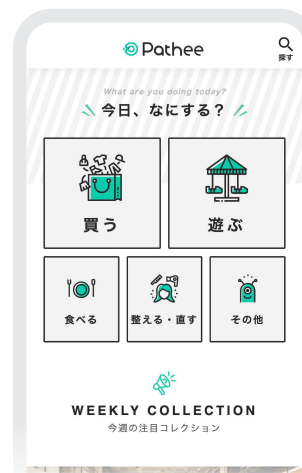 Pathee
探す
What are you doing today?
今日、なにする？
買う
遊ぶ
食べる
整える・直す
その他
WEEKLY COLLECTION
今週の注目コレクション